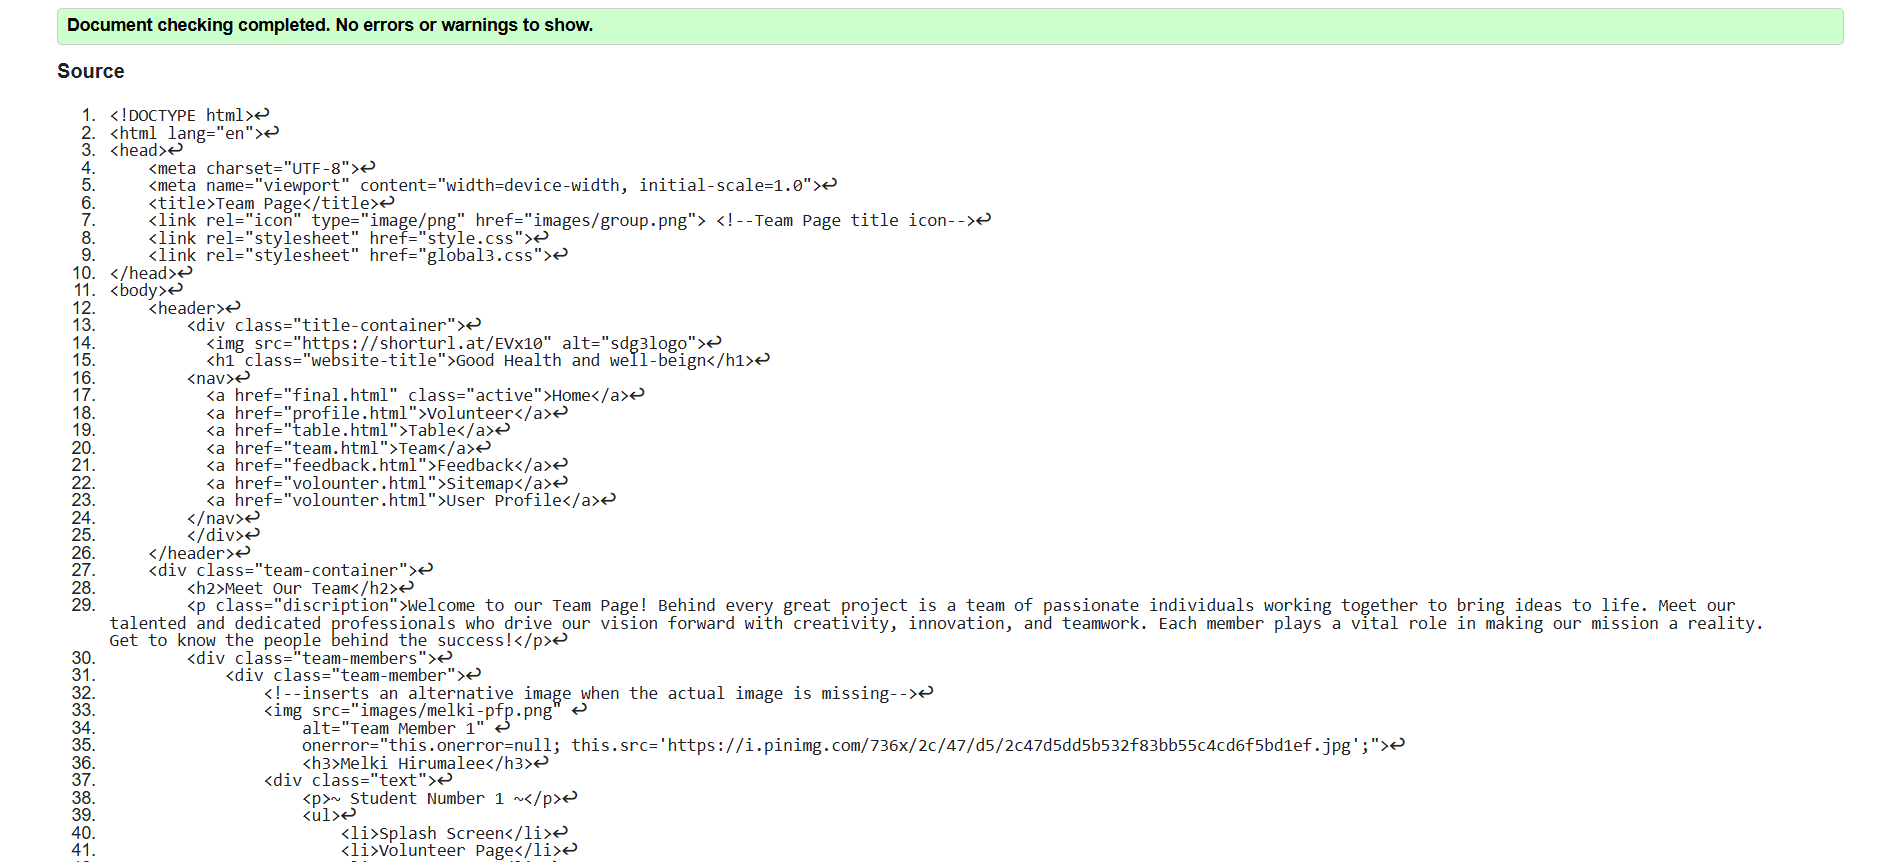 Document checking completed. No errors or warnings to show.
Source
1. <!DOCTYPE html>↩
2. <html lang="en">↩
3. <head>↩
4. <meta charset="UTF-8">↩
5. <meta name="viewport" content="width=device-width, initial-scale=1.0">↩
6. <title>Team Page</title>↩
7. <link rel="icon" type="image/png" href="images/group.png"> <!--Team Page title icon-->↩
8. <link rel="stylesheet" href="style.css">↩
9. <link rel="stylesheet" href="global3.css">↩
10. </head>↩
11. <body>↩
12. <header>↩
13. <div class="title-container">↩
14. <img src="https://shorturl.at/EVx10" alt="sdg3logo">↩
15. <h1 class="website-title">Good Health and well-beign</h1>↩
16. <nav>↩
17. <a href="final.html" class="active">Home</a>↩
18. <a href="profile.html">Volunteer</a>↩
19. <a href="table.html">Table</a>↩
20. <a href="team.html">Team</a>↩
21. <a href="feedback.html">Feedback</a>↩
22. <a href="volounter.html">Sitemap</a>↩
23. <a href="volounter.html">User Profile</a>↩
24. </nav>↩
25. </div>↩
26. </header>↩
27. <div class="team-container">↩
28. <h2>Meet Our Team</h2>↩
29. <p class="discription">Welcome to our Team Page! Behind every great project is a team of passionate individuals working together to bring ideas to life. Meet our
talented and dedicated professionals who drive our vision forward with creativity, innovation, and teamwork. Each member plays a vital role in making our mission a reality.
Get to know the people behind the success!</p>↩
30. <div class="team-members">↩
31. <div class="team-member">↩
32. <!--inserts an alternative image when the actual image is missing-->↩
33. <img src="images/melki-pfp.png" ↩
34. alt="Team Member 1" ↩
35. onerror="this.onerror=null; this.src='https://i.pinimg.com/736x/2c/47/d5/2c47d5dd5b532f83bb55c4cd6f5bd1ef.jpg';">↩
36. <h3>Melki Hirumalee</h3>↩
37. <div class="text">↩
38. <p>~ Student Number 1 ~</p>↩
39. <ul>↩
40. <li>Splash Screen</li>↩
41. <li>Volunteer Page</li>↩